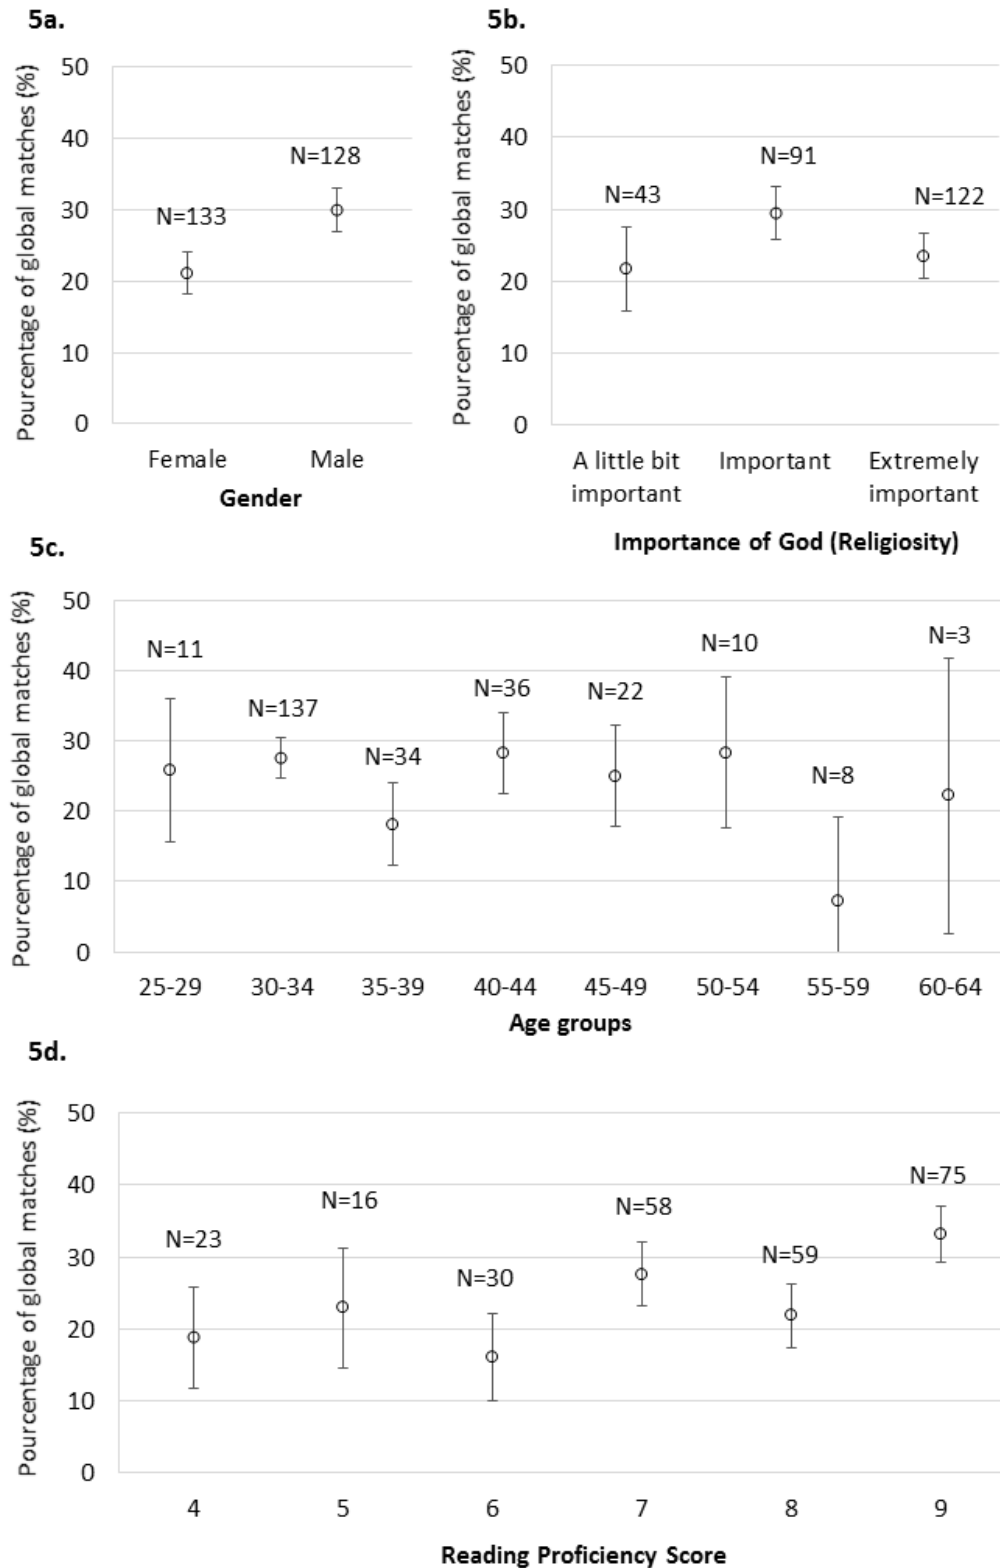 5a.
Pourcentage of global matches (%)
50
40
30
20
10
0
N=133
N=128
Female
Male
Gender
5b.
Pourcentage of global matches (%)
50
40
30
20
10
0
N=43
N=91
N=122
A little bit
important
Important
Extremely
important
Importance of God (Religiosity)
5c.
Pourcentage of global matches (%)
50
40
30
20
10
0
N=11
N=137
N=34
N=36
N=22
N=10
N=8
N=3
25-29 30-34 35-39 40-44 45-49 50-54 55-59 60-64
Age groups
5d.
Pourcentage of global matches (%)
50
40
30
20
10
0
N=23
N=16
N=30
N=58
N=59
N=75
4 5 6 7 8 9
Reading Proficiency Score